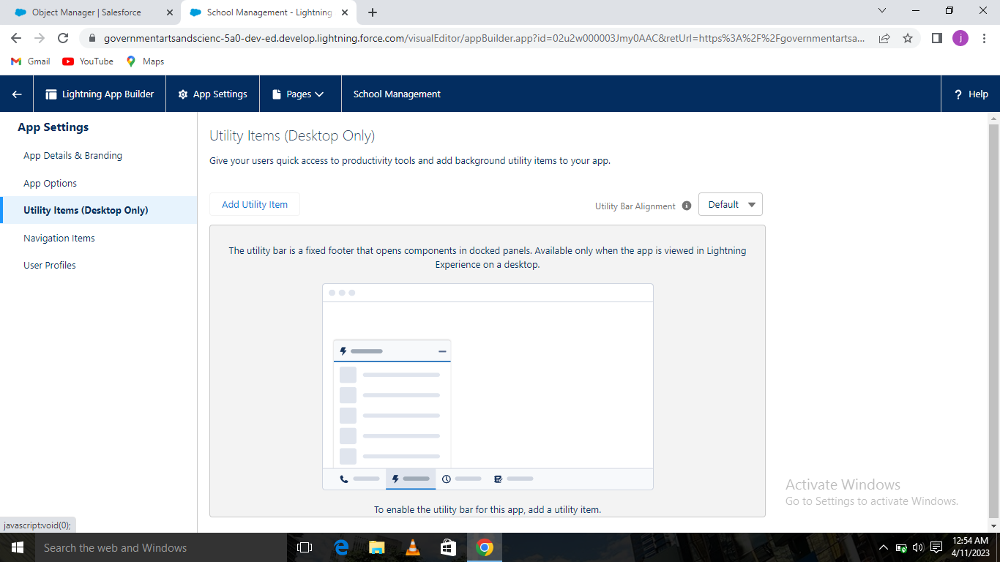 Object Manager | Salesforce
School Management - Lightning
governmentartsandscienc-5a0-dev-ed.develop.lightning.force.com/visualEditor/appBuilder.app?id=02u2w000003Jmy0AAC&retUrl=https%3A%2F%2Fgovernmentartsa...
j
Gmail
YouTube
Maps
Lightning App Builder
App Settings
Pages
School Management
? Help
App Settings
App Details & Branding
App Options
Utility Items (Desktop Only)
Navigation Items
User Profiles
Utility Items (Desktop Only)
Give your users quick access to productivity tools and add background utility items to your app.
Add Utility Item
Utility Bar Alignment
Default
The utility bar is a fixed footer that opens components in docked panels. Available only when the app is viewed in Lightning
Experience on a desktop.
To enable the utility bar for this app, add a utility item.
Activate Windows
Go to Settings to activate Windows.
javascript:void(0);
Search the web and Windows
12:54 AM
4/11/2023